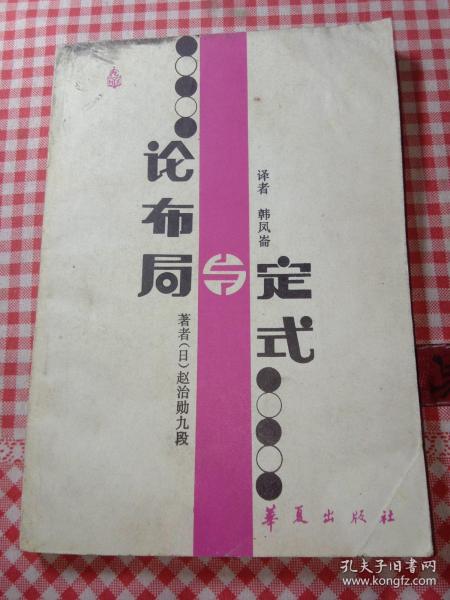 论布局
与
定式
译者 韩凤崙
著者(日)赵治勋九段
华夏出版社
孔夫子旧书网
www.kongfz.com